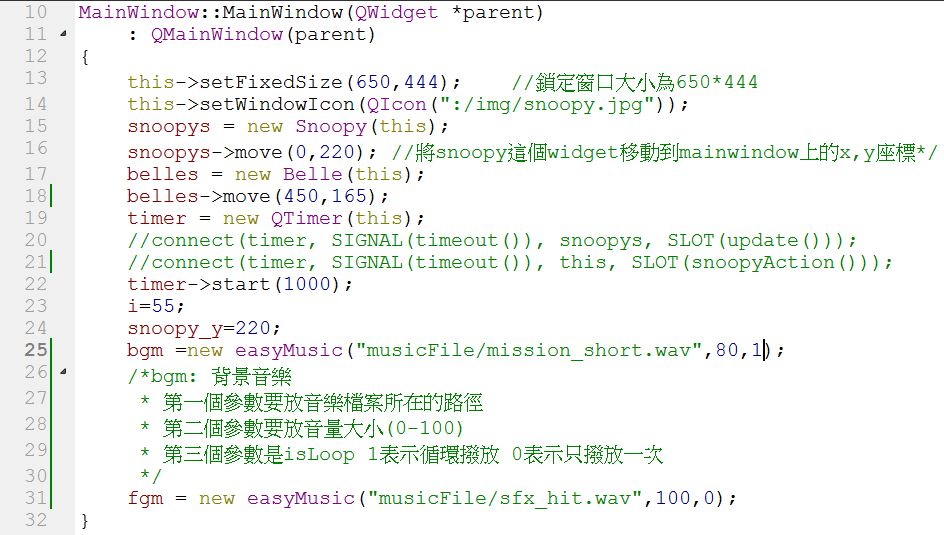 10 MainWindow::MainWindow(QWidget *parent)
11     : QMainWindow(parent)
12 {
13     this->setFixedSize(650,444);    //鎖定窗口大小為650*444
14     this->setWindowIcon(QIcon(":/img/snoopy.jpg"));
15     snoopys = new Snoopy(this);
16     snoopys->move(0,220); //將snoopy這個widget移動到mainwindow上的x,y座標*/
17     belles = new Belle(this);
18     belles->move(450,165);
19     timer = new QTimer(this);
20     //connect(timer, SIGNAL(timeout()), snoopys, SLOT(update()));
21     //connect(timer, SIGNAL(timeout()), this, SLOT(snoopyAction()));
22     timer->start(1000);
23     i=55;
24     snoopy_y=220;
25     bgm =new easyMusic("musicFile/mission_short.wav",80,1);
26     /*bgm: 背景音樂
27      * 第一個參數要放音樂檔案所在的路徑
28      * 第二個參數要放音量大小(0-100)
29      * 第三個參數是isLoop 1表示循環撥放 0表示只撥放一次
30      */
31     fgm = new easyMusic("musicFile/sfx_hit.wav",100,0);
32 }